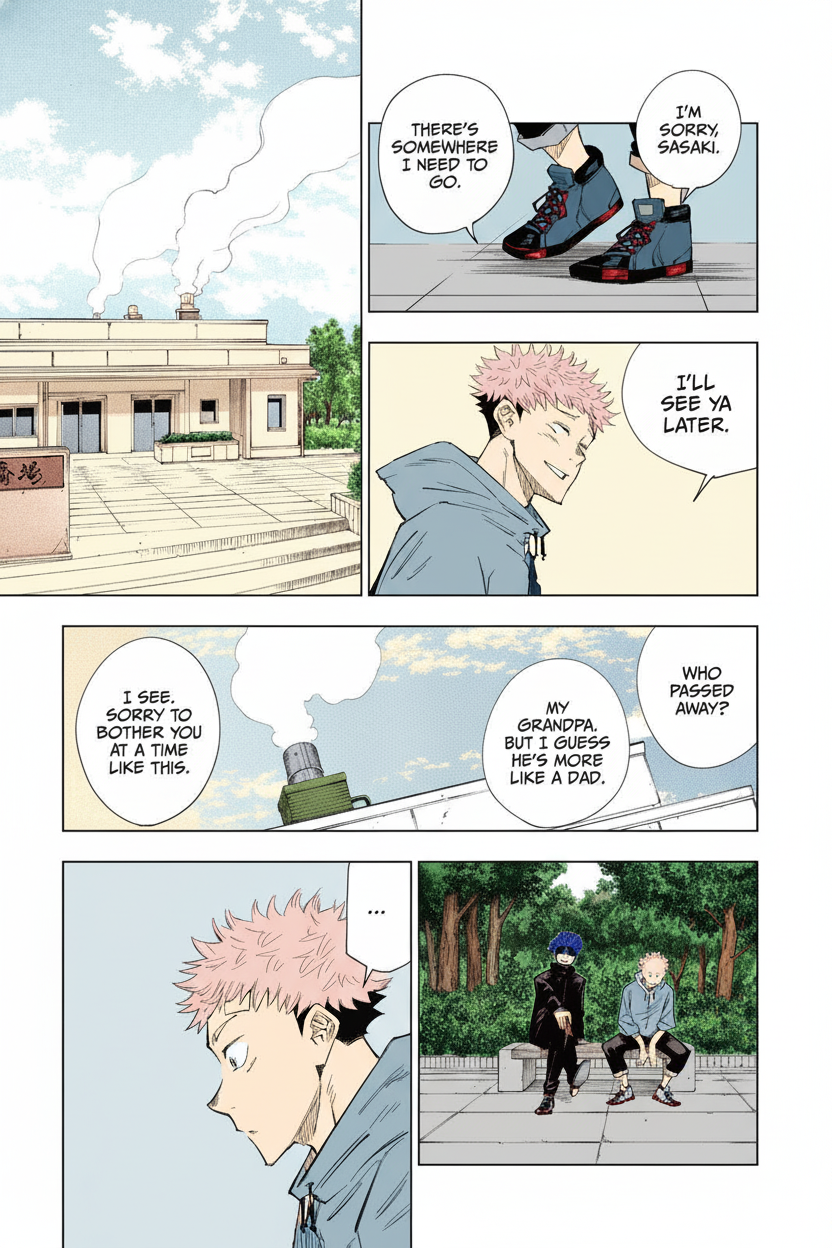 I'M
SORRY,
SASAKI.
THERE'S
SOMEWHERE
I NEED TO
GO.
I'LL
SEE YA
LATER.
WHO
PASSED
AWAY?
MY
GRANDPA.
BUT I GUESS
HE'S MORE
LIKE A DAD.
I SEE.
SORRY TO
BOTHER YOU
AT A TIME
LIKE THIS.
...